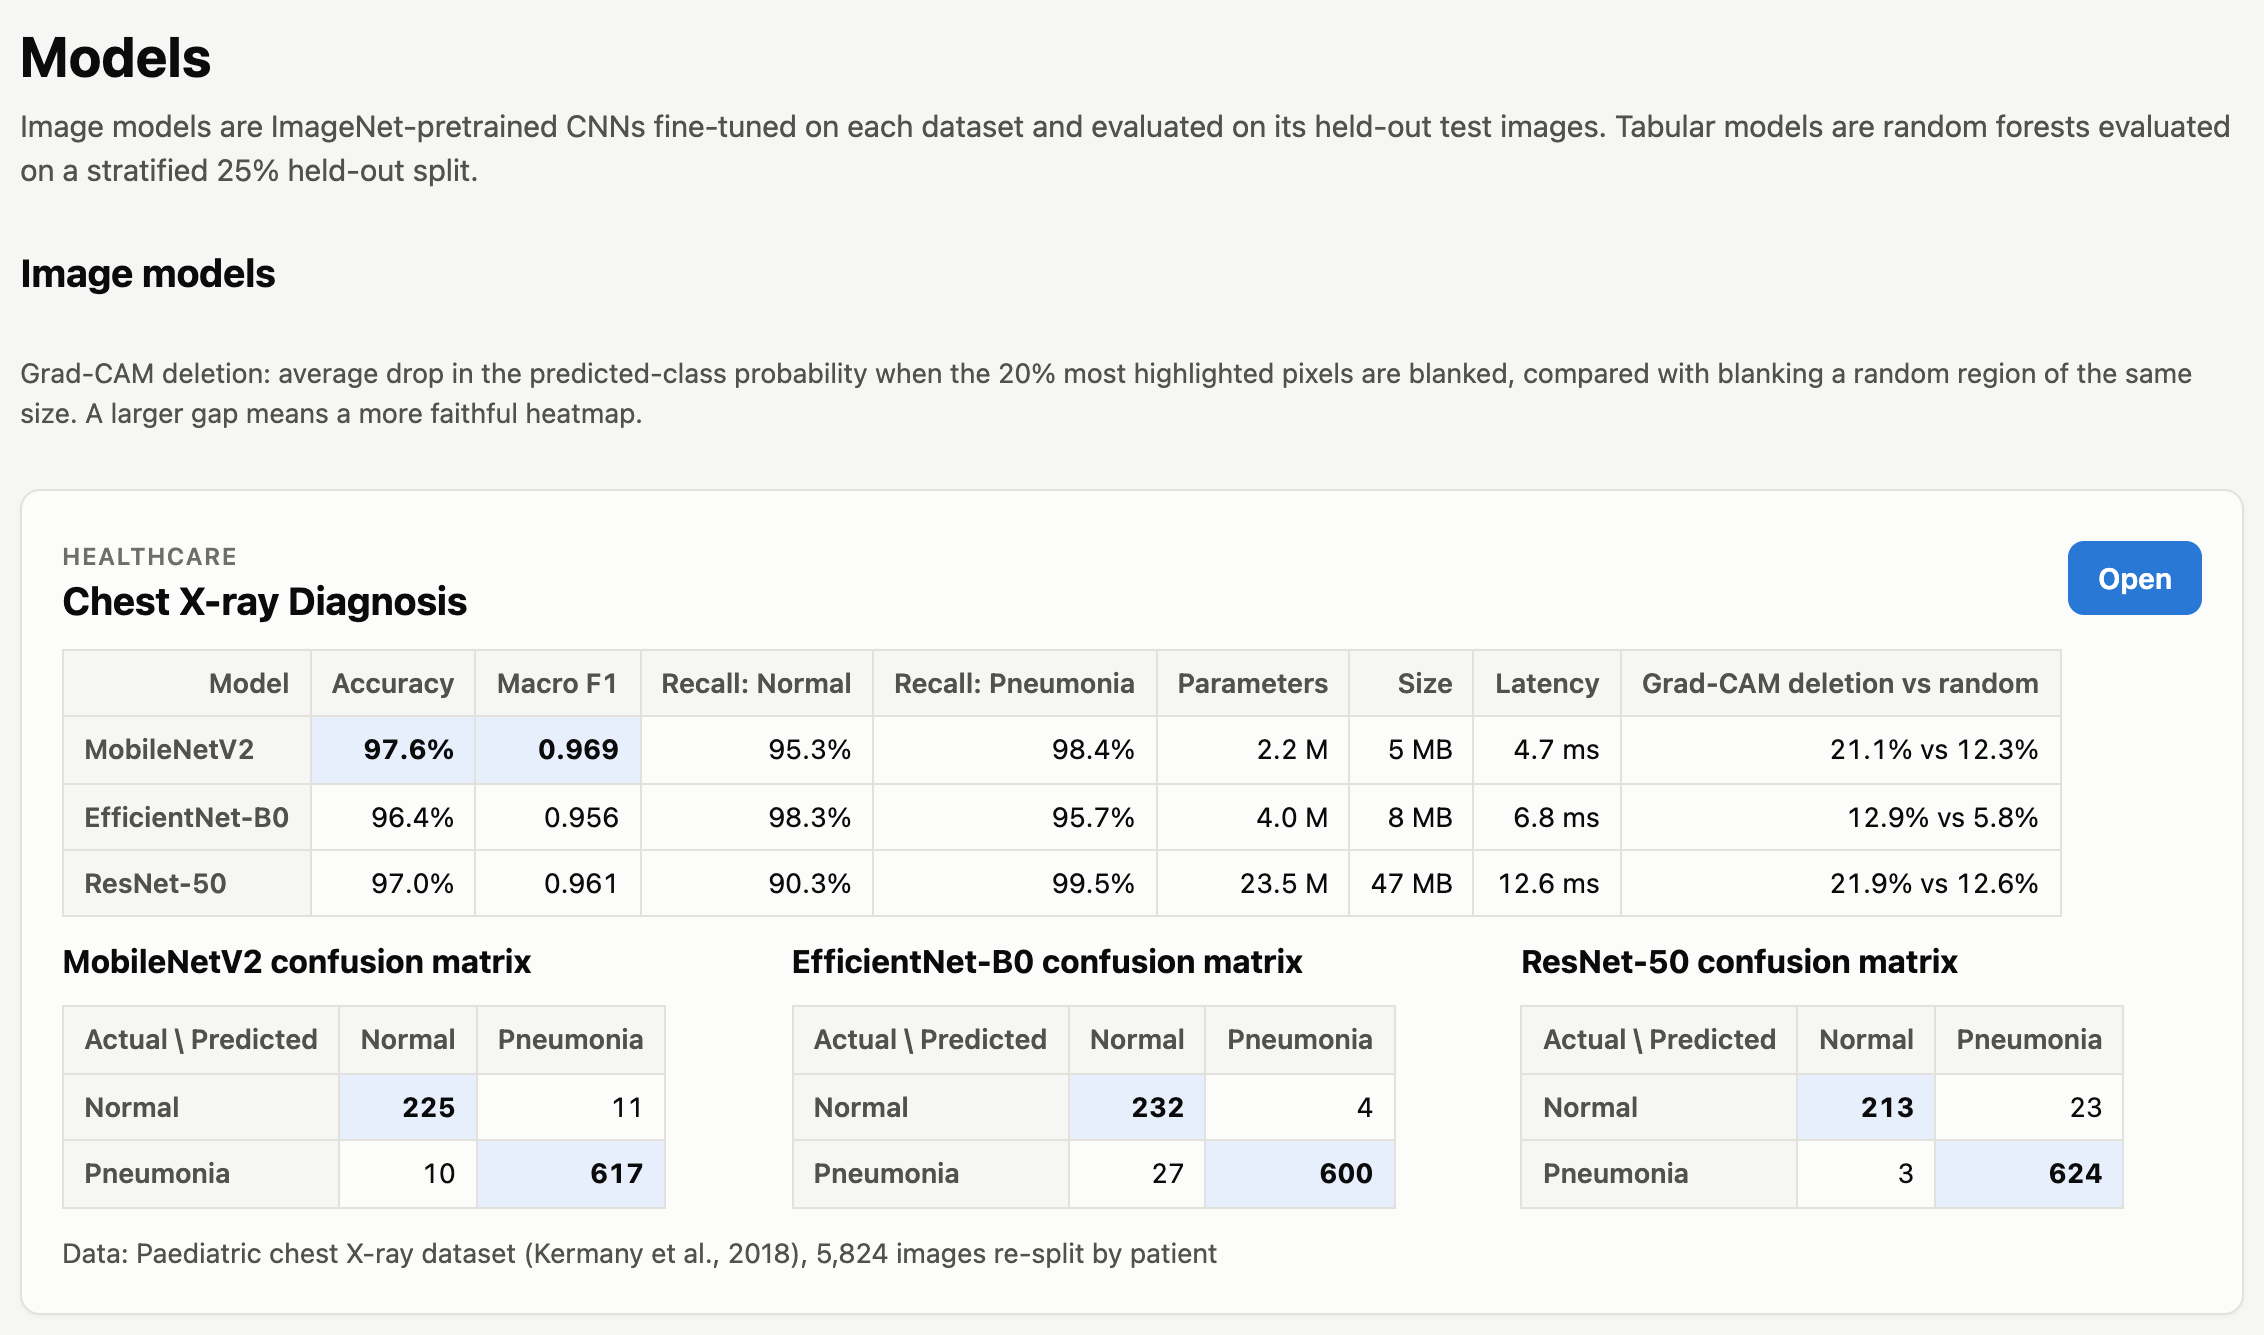 Models
Image models are ImageNet-pretrained CNNs fine-tuned on each dataset and evaluated on its held-out test images. Tabular models are random forests evaluated
on a stratified 25% held-out split.
Image models
Grad-CAM deletion: average drop in the predicted-class probability when the 20% most highlighted pixels are blanked, compared with blanking a random region of the same
size. A larger gap means a more faithful heatmap.
HEALTHCARE
Chest X-ray Diagnosis
Open
Model Accuracy Macro F1 Recall: Normal Recall: Pneumonia Parameters Size Latency Grad-CAM deletion vs random
MobileNetV2 97.6% 0.969 95.3% 98.4% 2.2 M 5 MB 4.7 ms 21.1% vs 12.3%
EfficientNet-B0 96.4% 0.956 98.3% 95.7% 4.0 M 8 MB 6.8 ms 12.9% vs 5.8%
ResNet-50 97.0% 0.961 90.3% 99.5% 23.5 M 47 MB 12.6 ms 21.9% vs 12.6%
MobileNetV2 confusion matrix
Actual \ Predicted Normal Pneumonia
Normal 225 11
Pneumonia 10 617
EfficientNet-B0 confusion matrix
Actual \ Predicted Normal Pneumonia
Normal 232 4
Pneumonia 27 600
ResNet-50 confusion matrix
Actual \ Predicted Normal Pneumonia
Normal 213 23
Pneumonia 3 624
Data: Paediatric chest X-ray dataset (Kermany et al., 2018), 5,824 images re-split by patient